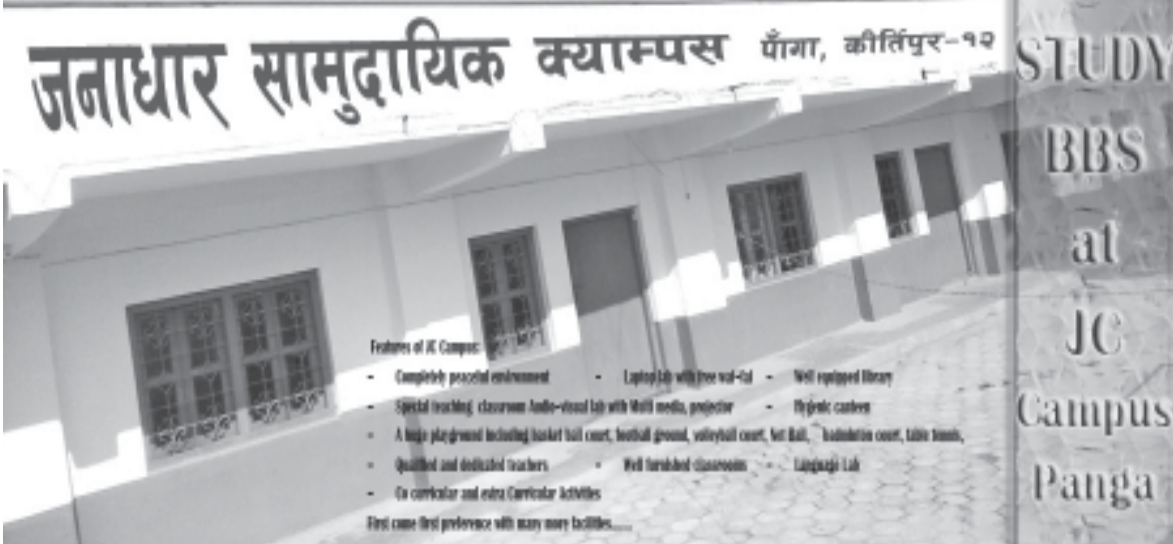 जनाधार सामुदायिक क्याम्पस पाँगा, कीर्तिपुर-१२
STUDY
BBS
at
JC
Campus
Panga
Features of JC Campus:
- Completely peaceful environment - Laptop lab with free - Well equipped library
- Special teaching classroom Audio-visual lab with Multi media, projector - Hygenic canteen
- A huge playground including basket ball court, football ground, volleyball court, Net Ball, badminton court, table tennis,
- Qualified and dedicated teachers - Well furnished classrooms - Language Lab
- Co curricular and extra Curricular Activities
First come first preference with many more facilities......